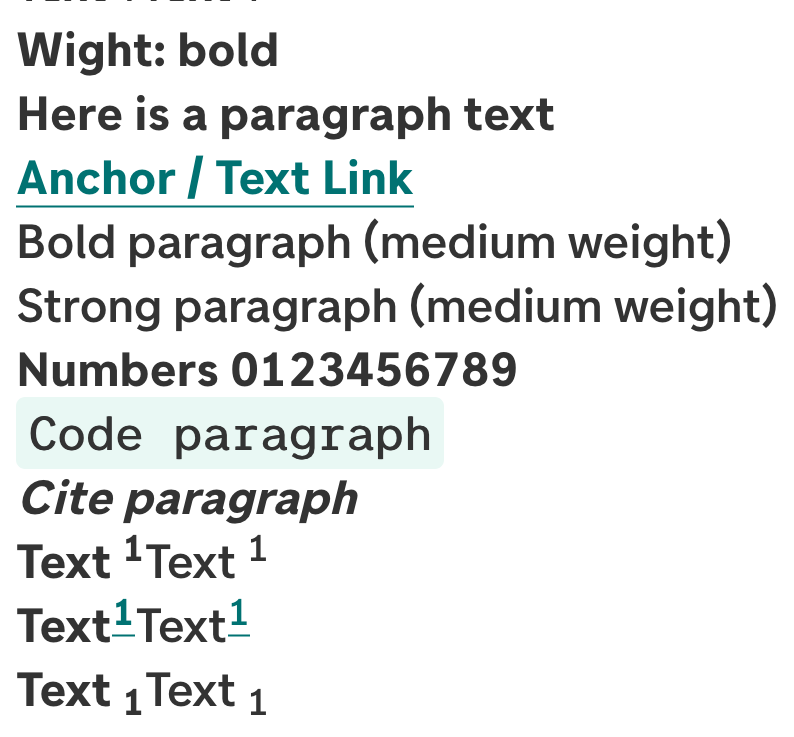 Wight: bold
Here is a paragraph text
Anchor / Text Link
Bold paragraph (medium weight)
Strong paragraph (medium weight)
Numbers 0123456789
Code paragraph
Cite paragraph
Text ¹Text ¹
Text¹Text¹
Text ₁Text ₁